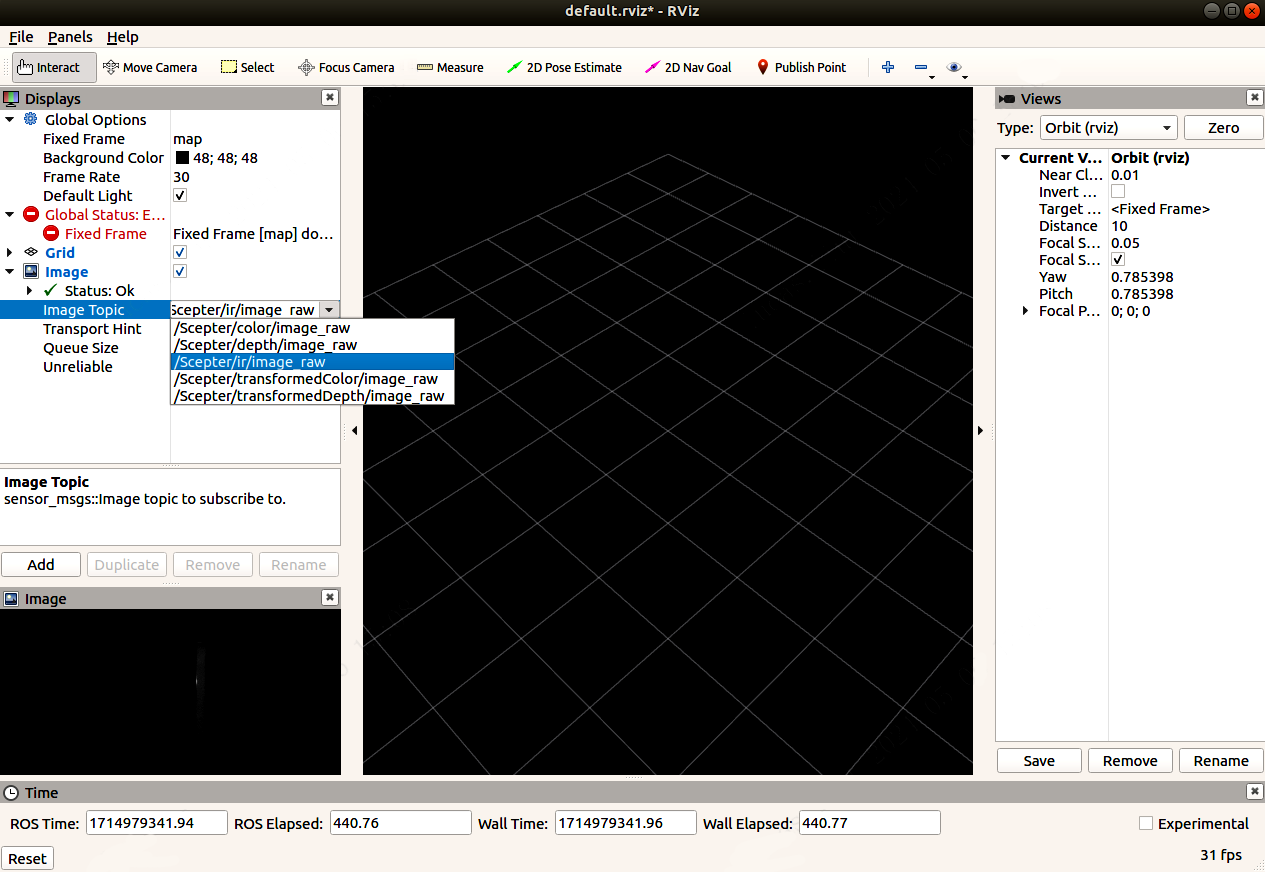 default.rviz* - RViz
File Panels Help
Interact Move Camera Select Focus Camera Measure 2D Pose Estimate 2D Nav Goal Publish Point
Displays
Global Options
Fixed Frame map
Background Color 48; 48; 48
Frame Rate 30
Default Light
Global Status: E...
Fixed Frame Fixed Frame [map] do...
Grid
Image
Status: Ok
Image Topic Scepter/ir/image_raw
/Scepter/color/image_raw
/Scepter/depth/image_raw
/Scepter/ir/image_raw
/Scepter/transformedColor/image_raw
/Scepter/transformedDepth/image_raw
Transport Hint
Queue Size
Unreliable
Image Topic
sensor_msgs::Image topic to subscribe to.
Add Duplicate Remove Rename
Image
Views
Type: Orbit (rviz) Zero
Current V... Orbit (rviz)
Near Cl... 0.01
Invert ...
Target ... <Fixed Frame>
Distance 10
Focal S... 0.05
Focal S...
Yaw 0.785398
Pitch 0.785398
Focal P... 0; 0; 0
Save Remove Rename
Time
ROS Time: 1714979341.94 ROS Elapsed: 440.76 Wall Time: 1714979341.96 Wall Elapsed: 440.77 Experimental
Reset 31 fps